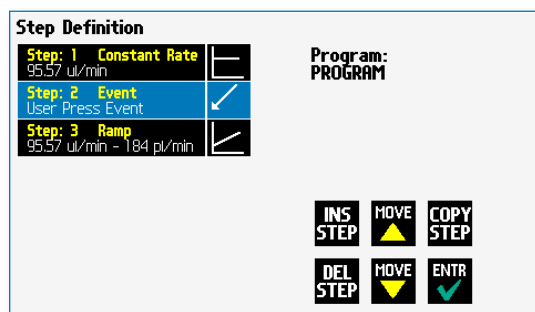 Step Definition
Step: 1 Constant Rate
95.57 ul/min
Step: 2 Event
User Press Event
Step: 3 Ramp
95.57 ul/min - 184 pl/min
Program:
PROGRAM
INS STEP
MOVE
COPY STEP
DEL STEP
MOVE
ENTR